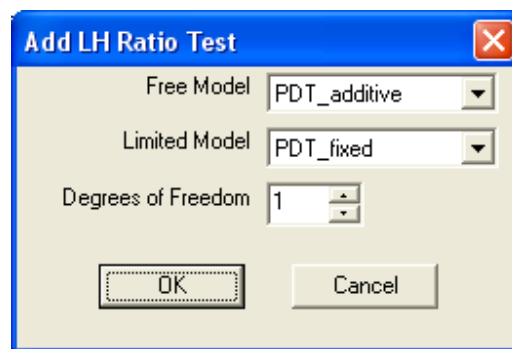 Add LH Ratio Test
Free Model PDT_additive
Limited Model PDT_fixed
Degrees of Freedom 1
OK Cancel